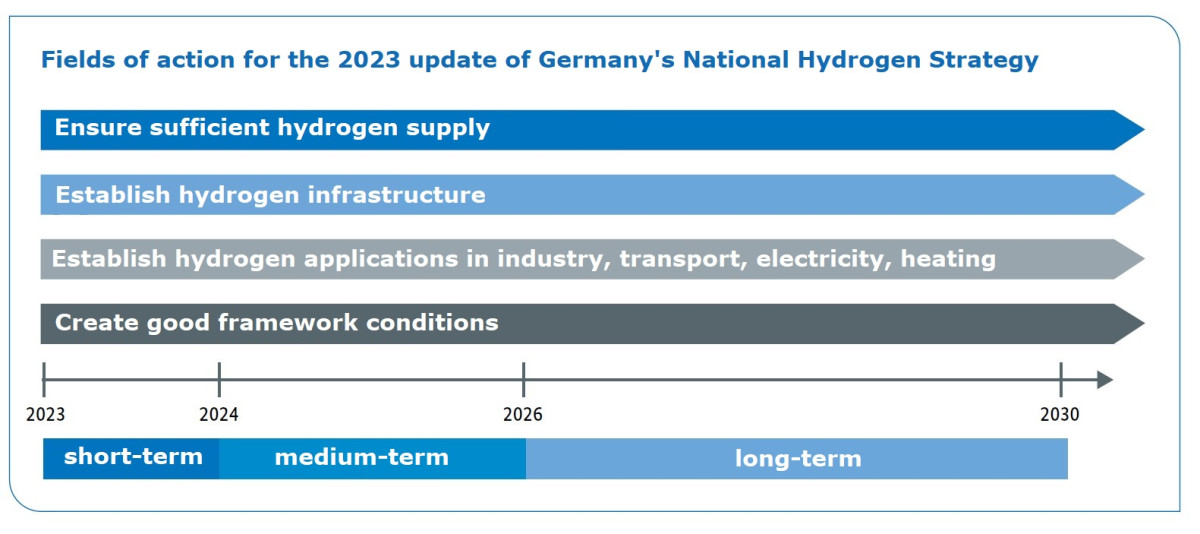 Fields of action for the 2023 update of Germany's National Hydrogen Strategy
Ensure sufficient hydrogen supply
Establish hydrogen infrastructure
Establish hydrogen applications in industry, transport, electricity, heating
Create good framework conditions
2023 2024 2026 2030
short-term medium-term long-term